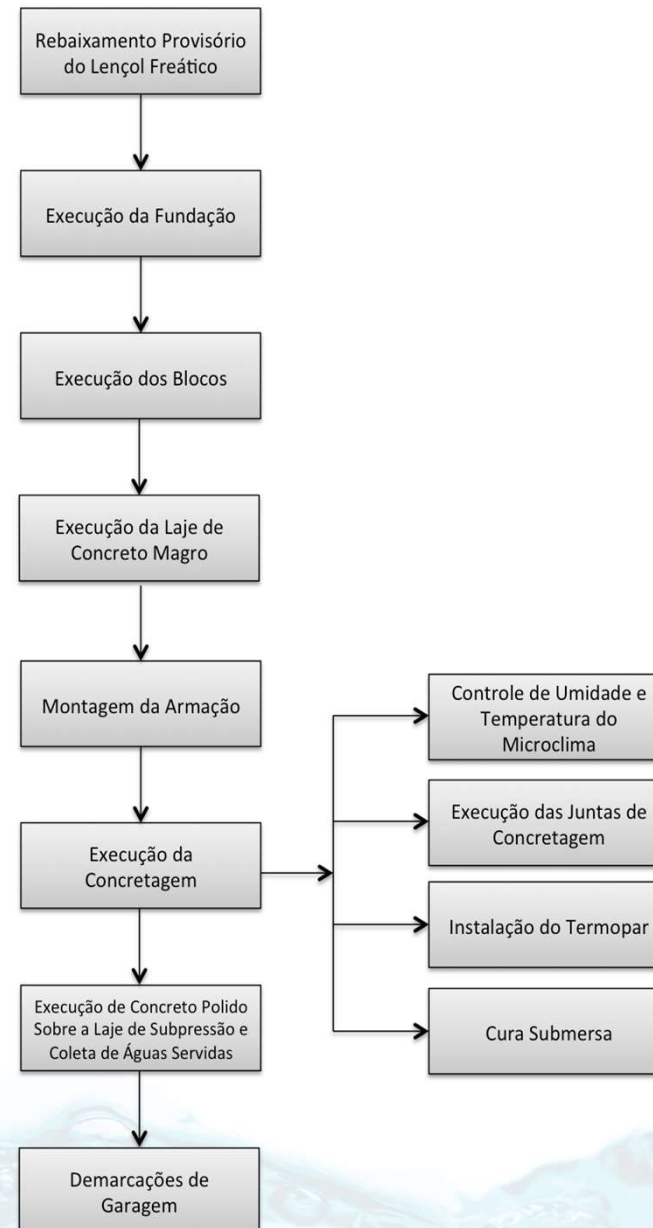 Rebaixamento Provisório
do Lençol Freático
Execução da Fundação
Execução dos Blocos
Execução da Laje de
Concreto Magro
Montagem da Armação
Execução da
Concretagem
Controle de Umidade e
Temperatura do
Microclima
Execução das Juntas de
Concretagem
Instalação do Termopar
Cura Submersa
Execução de Concreto Polido
Sobre a Laje de Subpressão e
Coleta de Águas Servidas
Demarcações de
Garagem